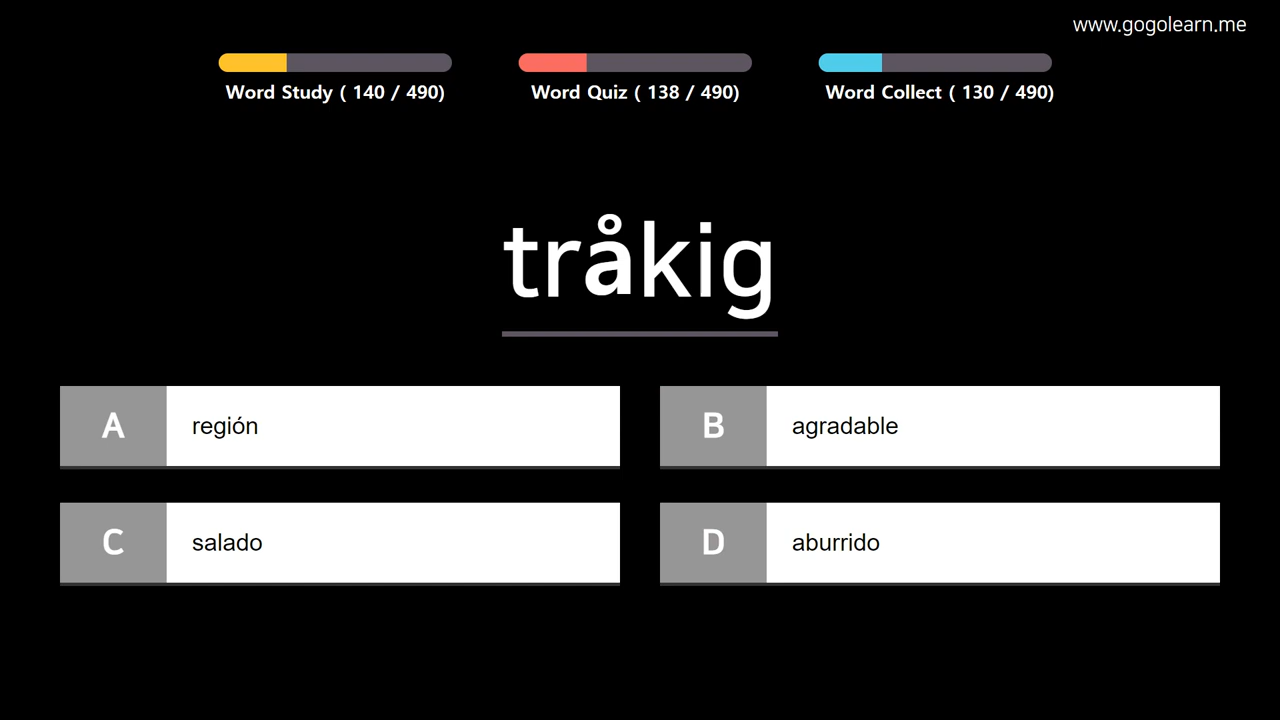 www.gogolearn.me
Word Study ( 140 / 490)
Word Quiz ( 138 / 490)
Word Collect ( 130 / 490)
tråkig
A región
B agradable
C salado
D aburrido